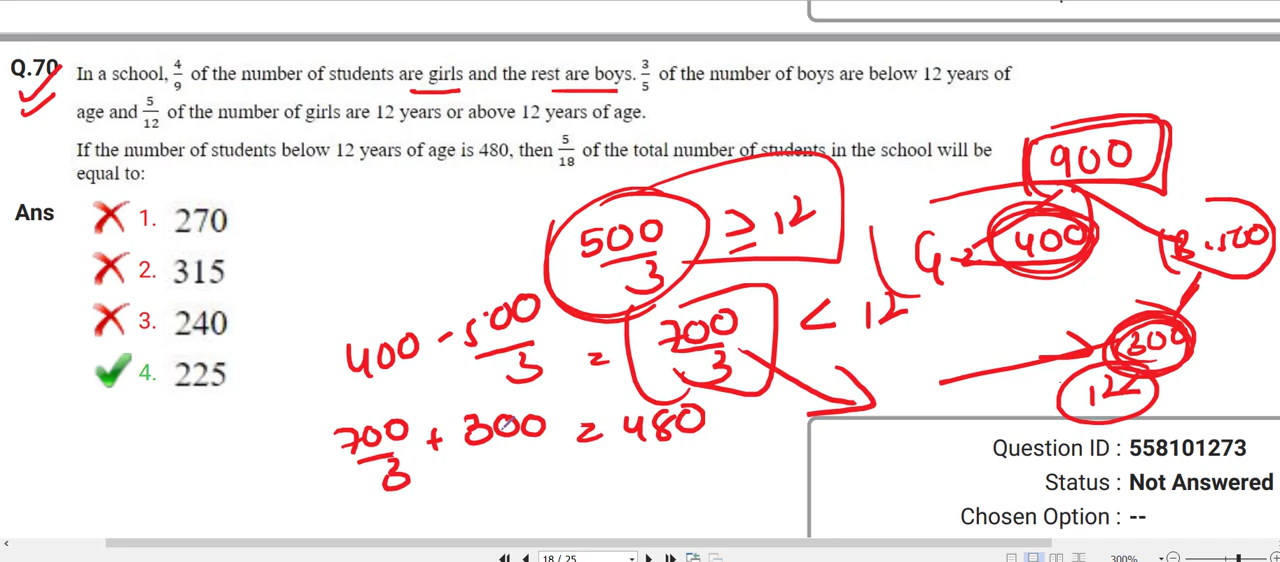 Q.70 In a school, 4/9 of the number of students are girls and the rest are boys. 3/5 of the number of boys are below 12 years of
age and 5/12 of the number of girls are 12 years or above 12 years of age.
If the number of students below 12 years of age is 480, then 5/18 of the total number of students in the school will be
equal to:
Ans
1. 270
2. 315
3. 240
4. 225
900
G 400
B. 500
300
12
500/3 ≥ 12
400 - 500/3 = 700/3 < 12
700/3 + 300 = 480
Question ID : 558101273
Status : Not Answered
Chosen Option : --
18 / 25
300%